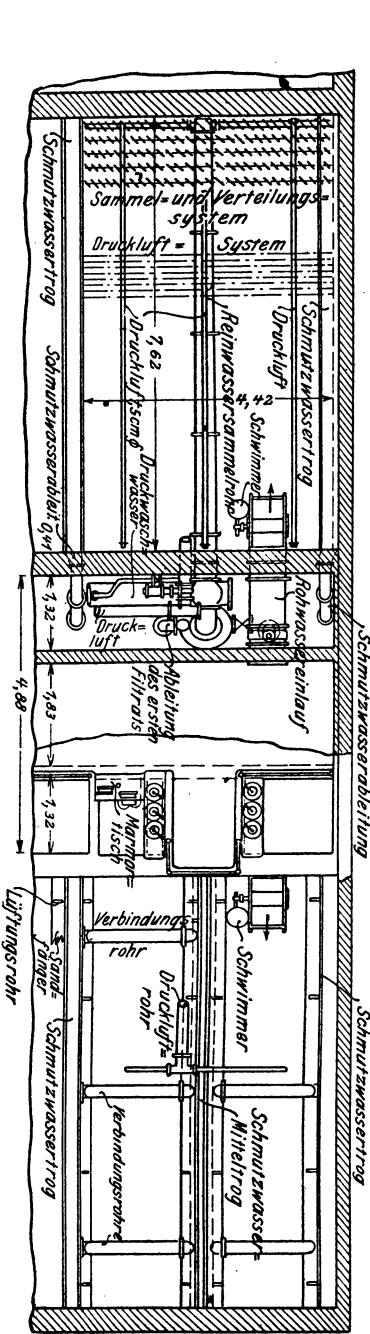 Sammel= und Verteilungs=
system
Druckluft = System
Schmutzwassertrog
Schmutzwassertrog
Druckluft
Reinwassersammelrohr
7,62
4,42
Druckwasch=
wasser
Schwimmer
Schmutzwasserableit.
0,41
Rohwassereinlauf
Schmutzwasserableitung
Druck=
luft
Ableitung
des ersten
Filtrats
1,32
1,83
1,32
4,88
Marmor=
tisch
Verbindungs=
rohr
Sand=
fänger
Lüftungsrohr
Schmutzwassertrog
Druckluft=
rohr
Schwimmer
Schmutzwasser=
Mitteltrog
Schmutzwassertrog
Verbindungsrohre